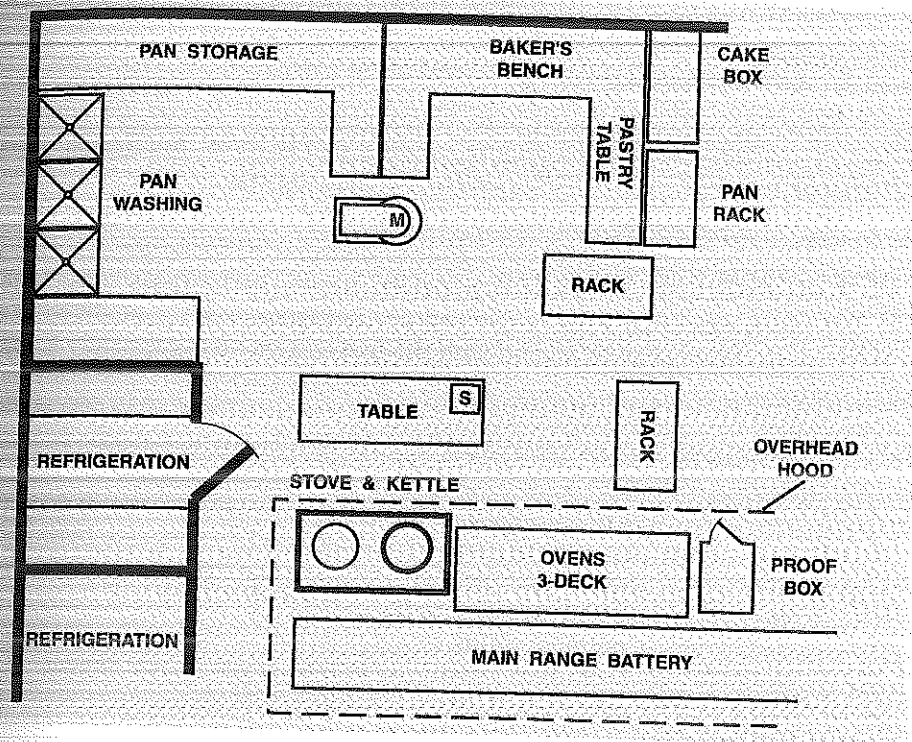 PAN STORAGE
BAKER'S
BENCH
CAKE
BOX
PASTRY
TABLE
PAN
WASHING
PAN
RACK
M
RACK
TABLE
S
RACK
REFRIGERATION
OVERHEAD
HOOD
STOVE & KETTLE
OVENS
3-DECK
PROOF
BOX
REFRIGERATION
MAIN RANGE BATTERY